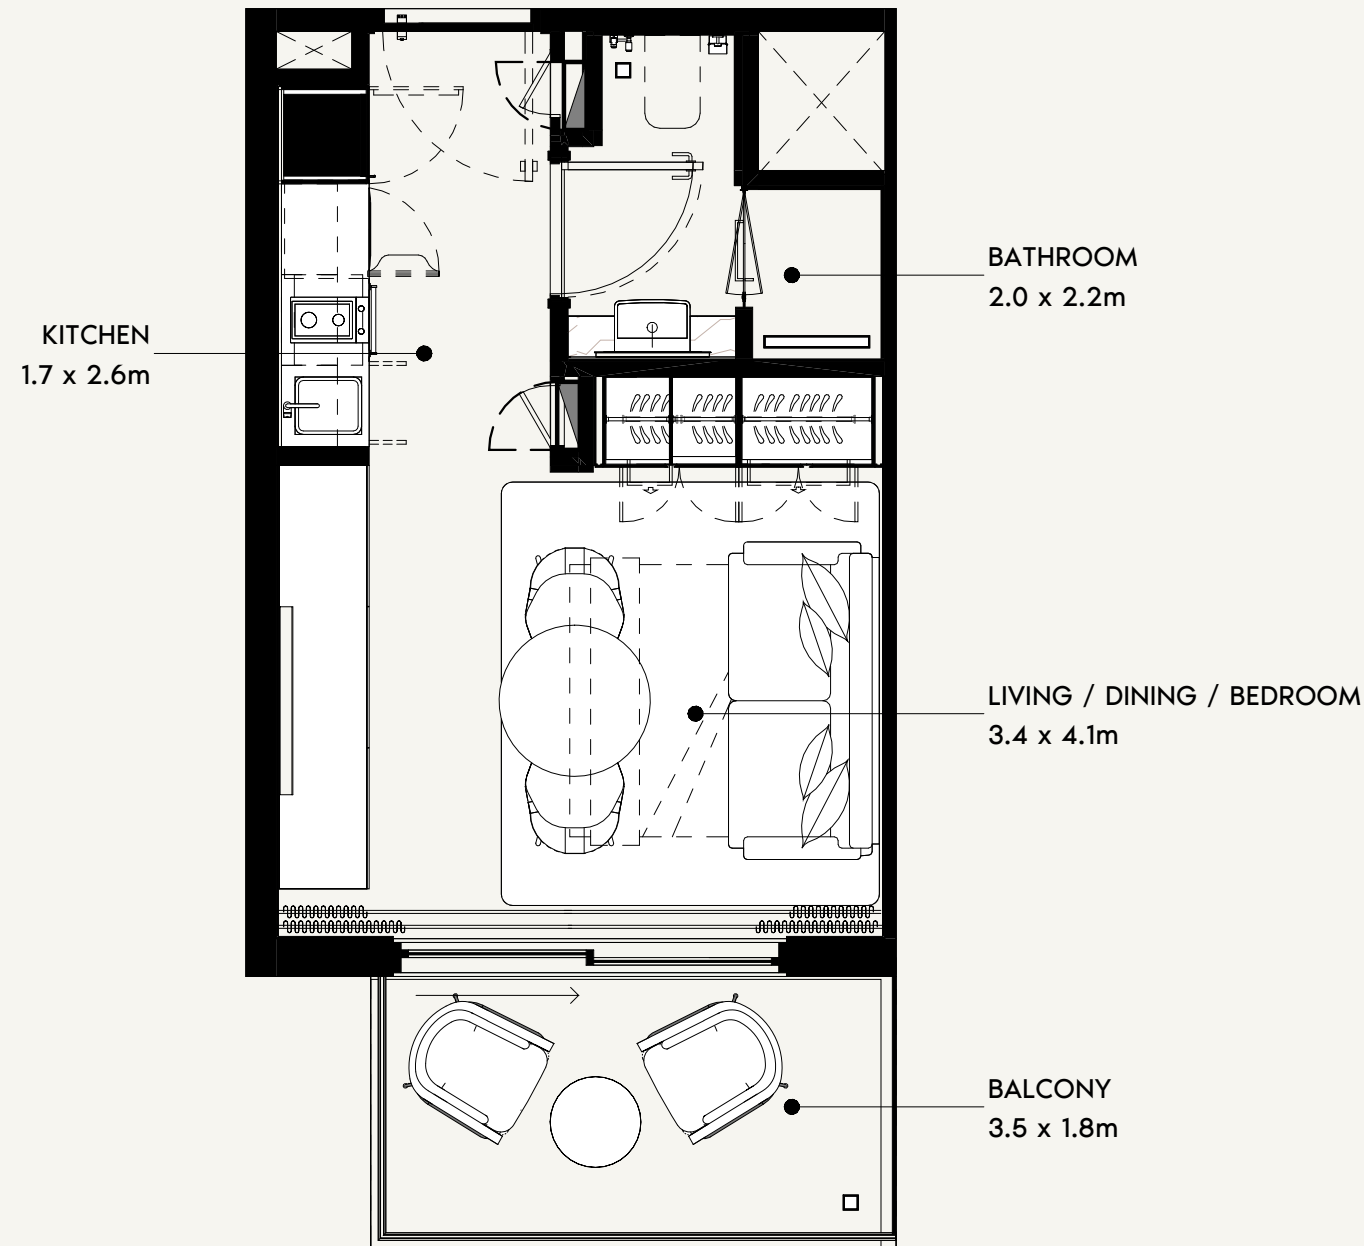 BATHROOM
2.0 x 2.2m
KITCHEN
1.7 x 2.6m
LIVING / DINING / BEDROOM
3.4 x 4.1m
BALCONY
3.5 x 1.8m